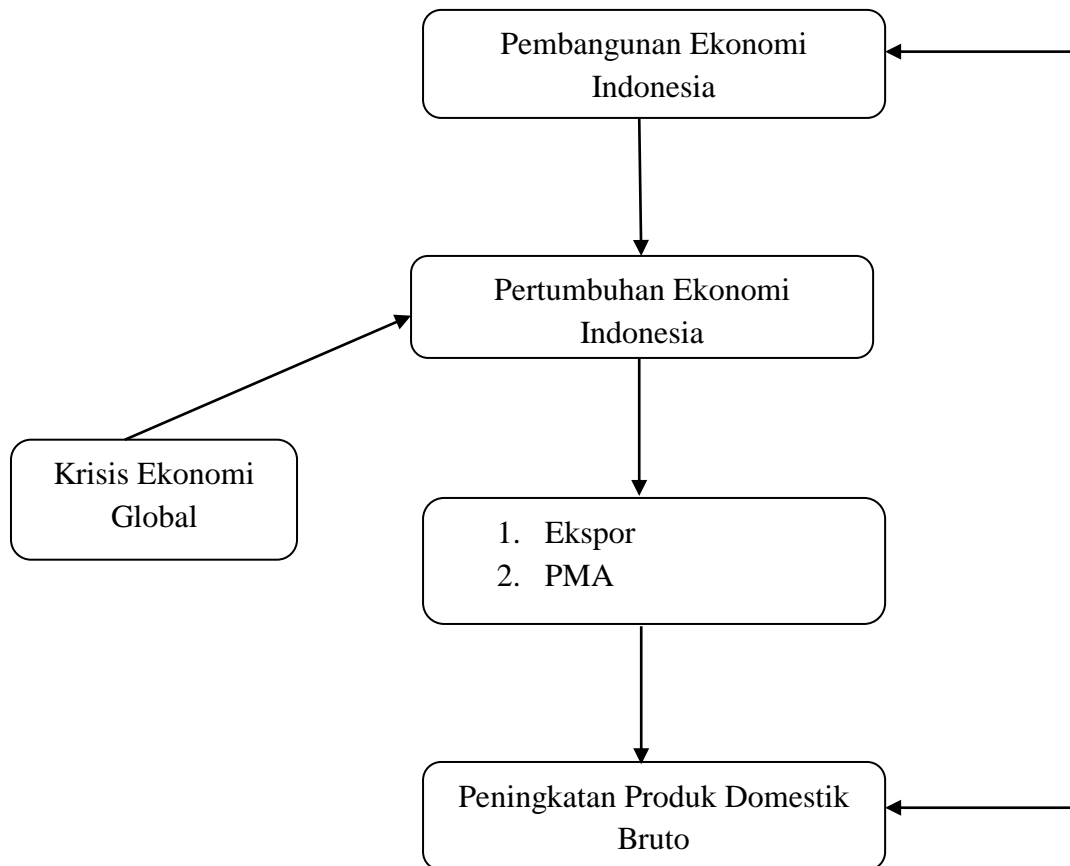 Pembangunan Ekonomi
Indonesia
Pertumbuhan Ekonomi
Indonesia
Krisis Ekonomi
Global
1. Ekspor
2. PMA
Peningkatan Produk Domestik
Bruto